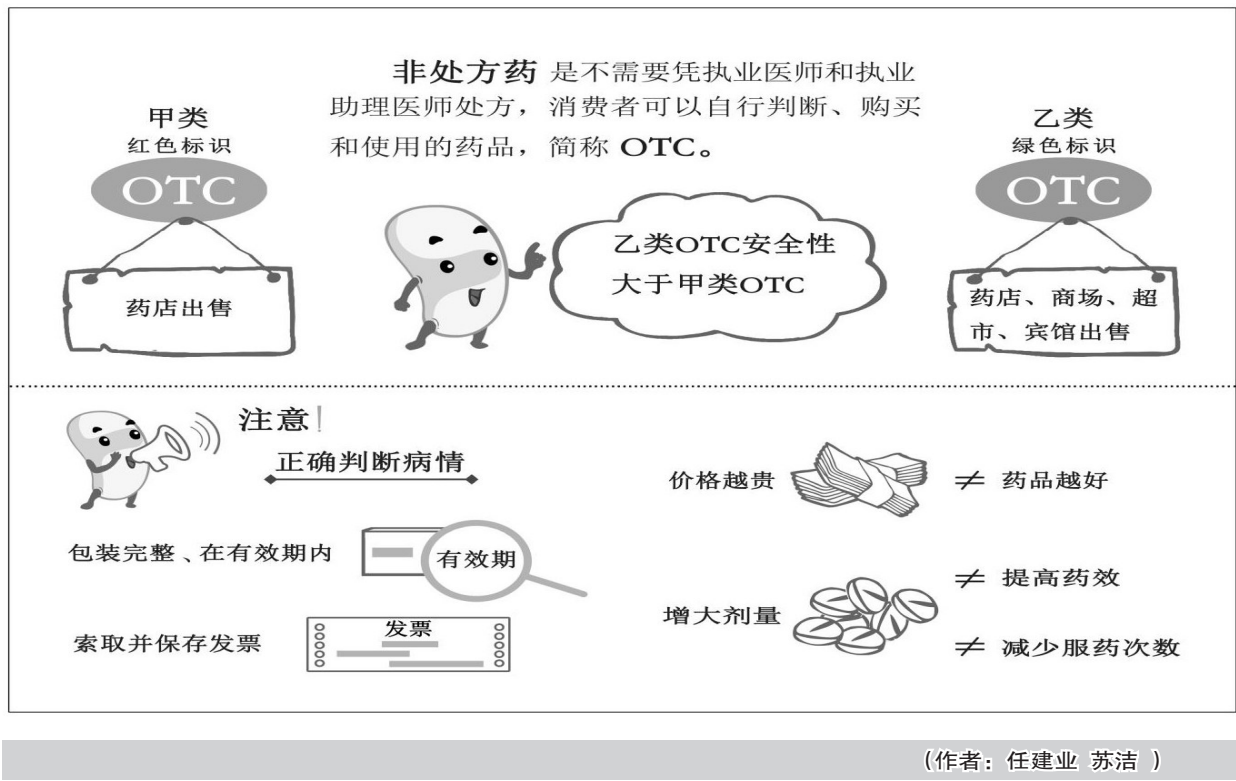 非处方药 是不需要凭执业医师和执业
助理医师处方，消费者可以自行判断、购买
和使用的药品，简称 OTC。
甲类
红色标识
OTC
药店出售
乙类OTC安全性
大于甲类OTC
乙类
绿色标识
OTC
药店、商场、超
市、宾馆出售
注意!
正确判断病情
包装完整、在有效期内
有效期
索取并保存发票
发票
价格越贵
≠ 药品越好
增大剂量
≠ 提高药效
≠ 减少服药次数
(作者：任建业 苏洁 )